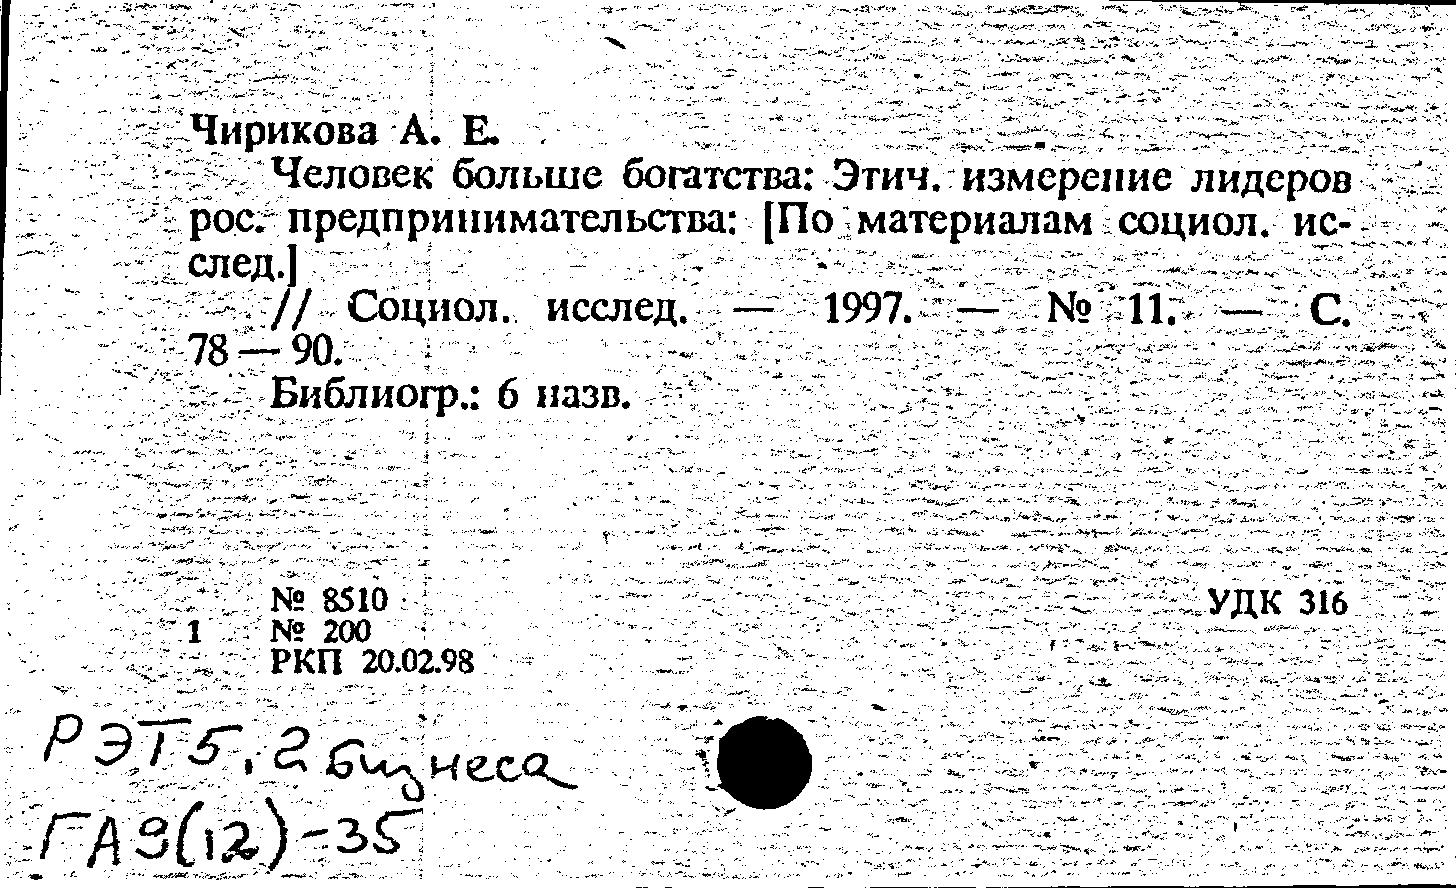 Чирикова А. Е.
Человек больше богатства: Этич. измерение лидеров
рос. предпринимательства: [По материалам социол. ис-
след.]
// Социол. исслед. — 1997. — № 11. — С.
78 — 90.
Библиогр.: 6 назв.
№ 8510
УДК 316
1 № 200
РКП 20.02.98
РЭТ5,2 бизнеса
ГА9(12)-35